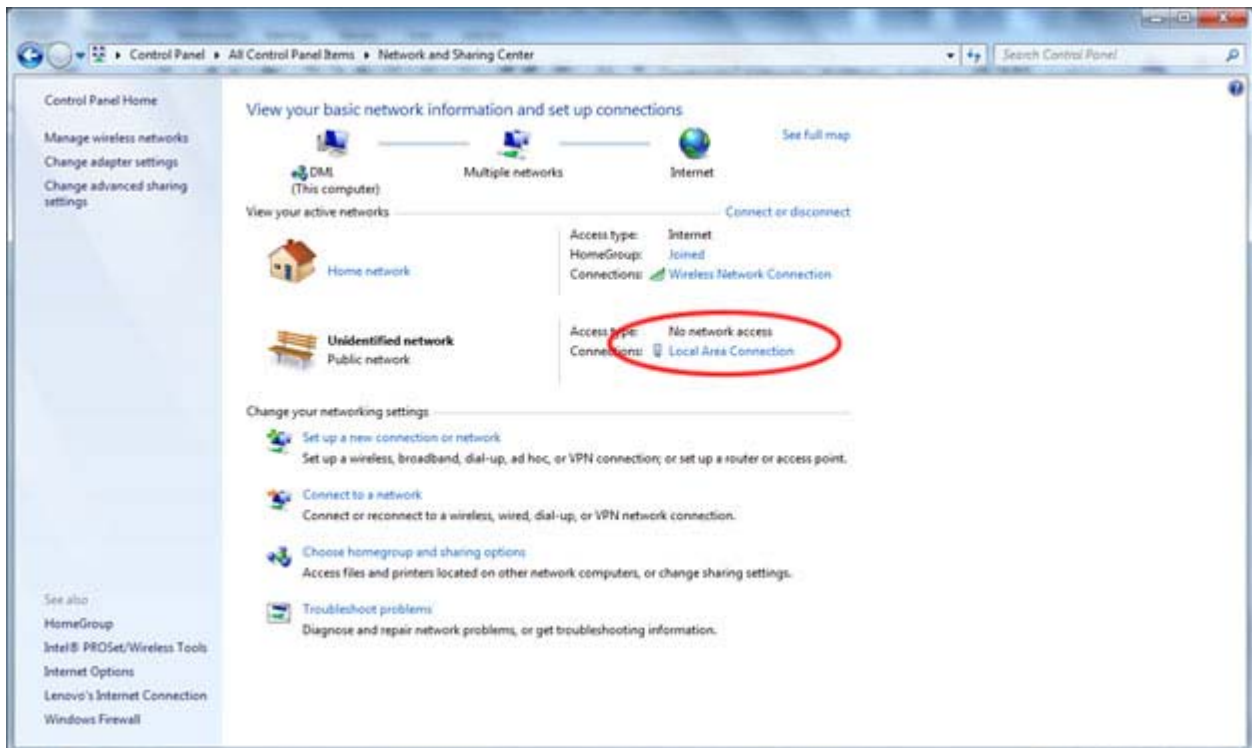 Control Panel ▸ All Control Panel Items ▸ Network and Sharing Center
Search Control Panel
Control Panel Home
Manage wireless networks
Change adapter settings
Change advanced sharing
settings
View your basic network information and set up connections
See full map
DML
(This computer)
Multiple networks
Internet
View your active networks
Connect or disconnect
Home network
Access type: Internet
HomeGroup: Joined
Connections: Wireless Network Connection
Unidentified network
Public network
Access type: No network access
Connections: Local Area Connection
Change your networking settings
Set up a new connection or network
Set up a wireless, broadband, dial-up, ad hoc, or VPN connection; or set up a router or access point.
Connect to a network
Connect or reconnect to a wireless, wired, dial-up, or VPN network connection.
Choose homegroup and sharing options
Access files and printers located on other network computers, or change sharing settings.
Troubleshoot problems
Diagnose and repair network problems, or get troubleshooting information.
See also
HomeGroup
Intel® PROSet/Wireless Tools
Internet Options
Lenovo's Internet Connection
Windows Firewall